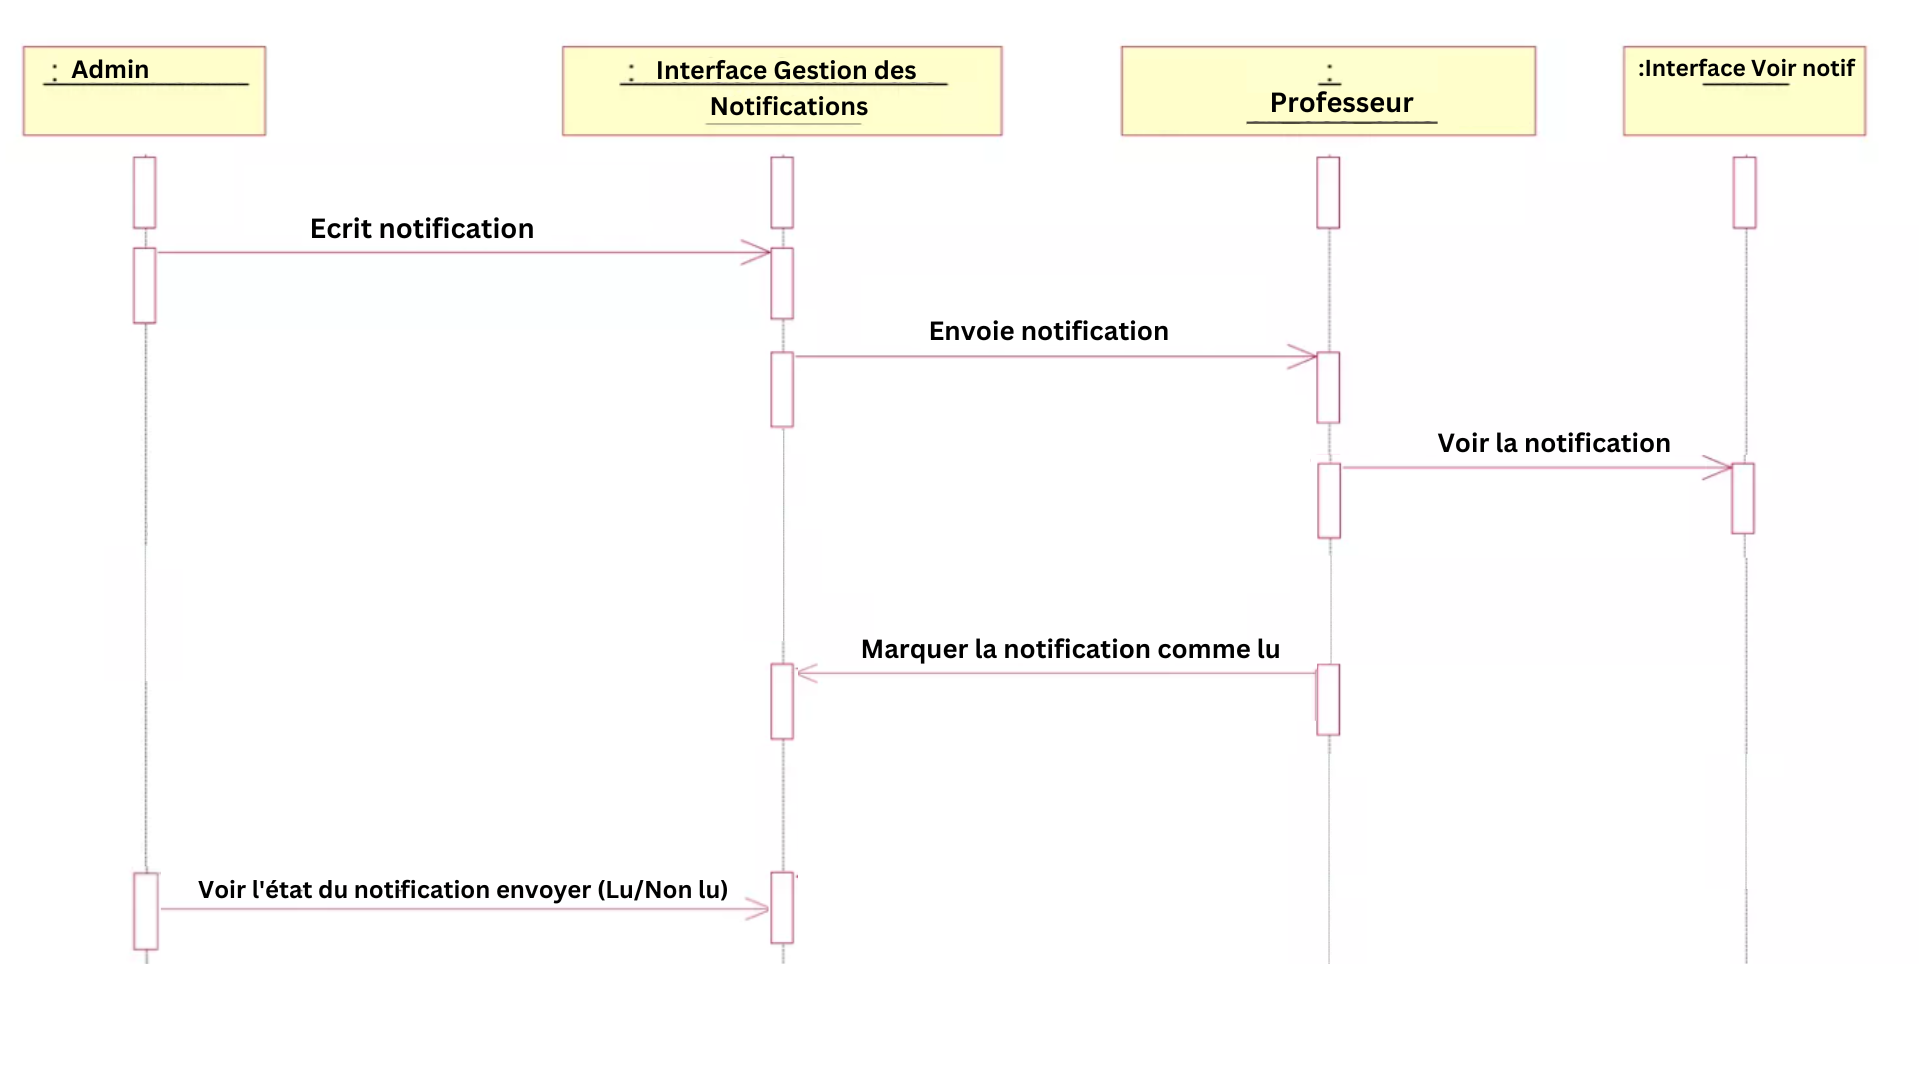 : Admin
: Interface Gestion des
Notifications
:
Professeur
:Interface Voir notif
Ecrit notification
Envoie notification
Voir la notification
Marquer la notification comme lu
Voir l'état du notification envoyer (Lu/Non lu)